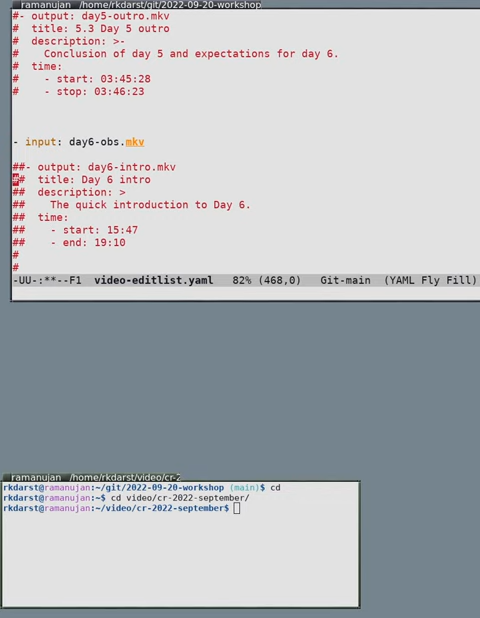 ramanujan /home/rkdarst/git/2022-09-20-workshop
#- output: day5-outro.mkv
#  title: 5.3 Day 5 outro
#  description: >-
#    Conclusion of day 5 and expectations for day 6.
#  time:
#    - start: 03:45:28
#    - stop: 03:46:23
- input: day6-obs.mkv
##- output: day6-intro.mkv
##  title: Day 6 intro
##  description: >
##    The quick introduction to Day 6.
##  time:
##    - start: 15:47
##    - end: 19:10
#
#
-UU-:**--F1  video-editlist.yaml   82% (468,0)   Git-main  (YAML Fly Fill)
ramanujan /home/rkdarst/video/cr-2
rkdarst@ramanujan:~/git/2022-09-20-workshop (main)$ cd
rkdarst@ramanujan:~$ cd video/cr-2022-september/
rkdarst@ramanujan:~/video/cr-2022-september$